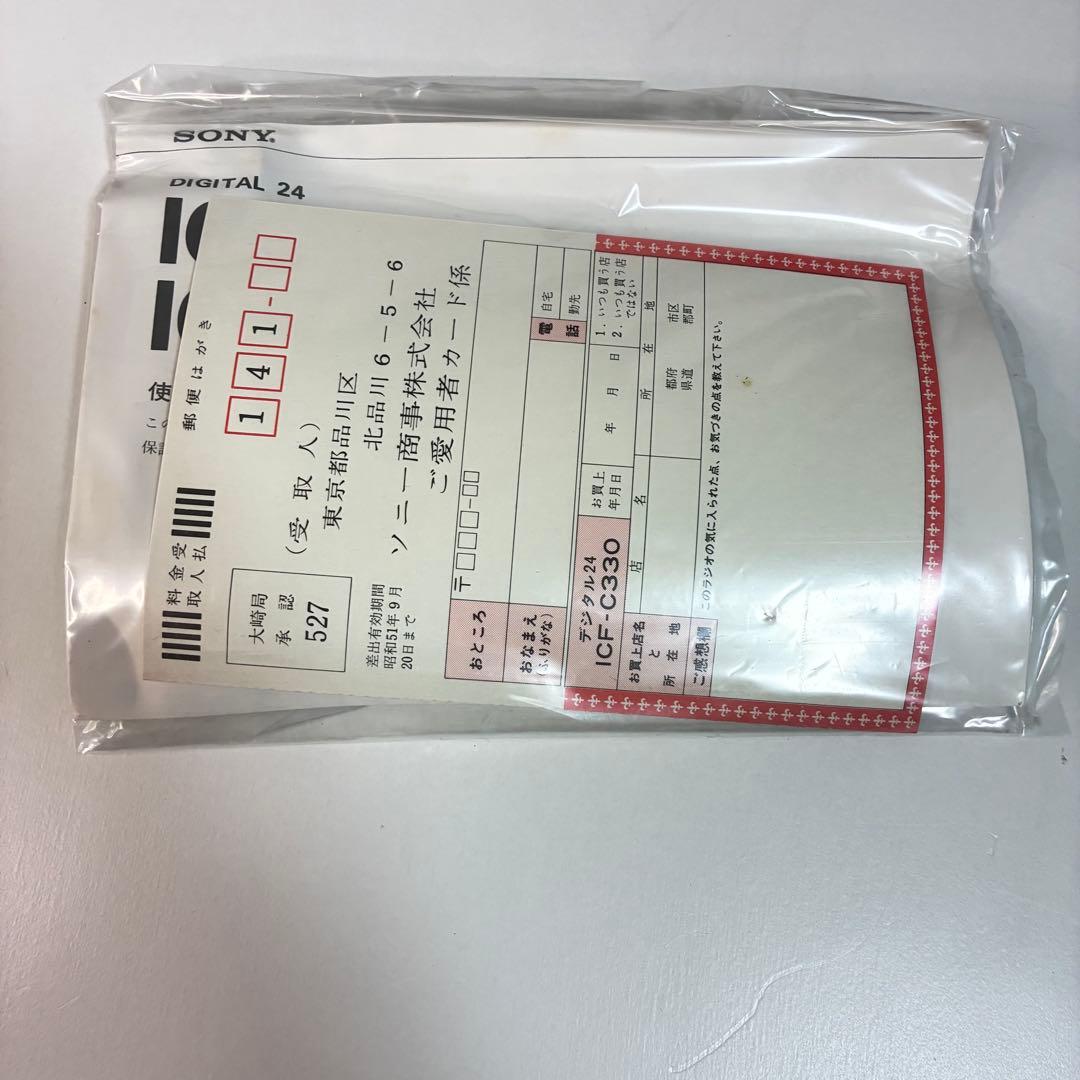 SONY.
DIGITAL 24
この
郵便はがき
141-
料金受
取人払
大崎局
承認
527
差出有効期間
昭和51年9月
20日まで
(受取人)
東京都品川区
北品川6-5-6
ソニー商事株式会社
ご愛用者カード係
おところ
〒
おなまえ
(ふりがな)
電話
自宅
勤先
デジタル24
ICF-C330
お買上
年月日
年 月 日
1. いつも買う店
2. いつも買う店
ではない
お買上店名
と
所在地
店名
所在地
都府
県道
市区
郡町
ご感想欄
このラジオの気に入られた点、お気づきの点を教えて下さい。